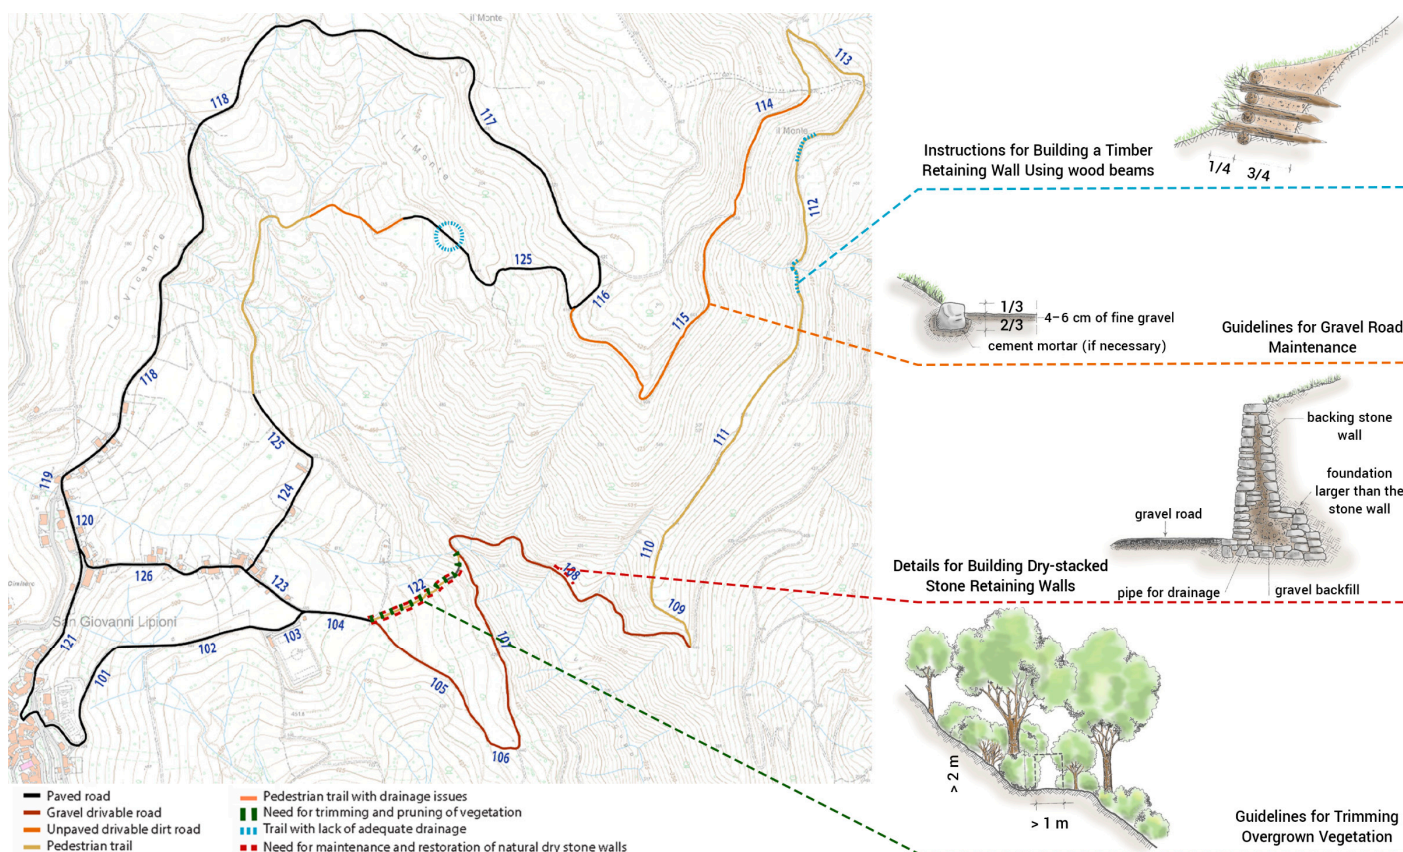 il Monte
113
118
114
117
il Monte
il Monte
112
le Vicenne
125
116
115
118
111
125
119
124
120
110
126
123
122
108
109
San Giovanni Lipioni
104
103
121
102
107
101
105
106
Instructions for Building a Timber
Retaining Wall Using wood beams
1/4 3/4
1/3
4–6 cm of fine gravel
2/3
cement mortar (if necessary)
Guidelines for Gravel Road
Maintenance
backing stone
wall
foundation
larger than the
stone wall
gravel road
Details for Building Dry-stacked
Stone Retaining Walls
pipe for drainage
gravel backfill
> 2 m
> 1 m
Guidelines for Trimming
Overgrown Vegetation
Paved road
Gravel drivable road
Unpaved drivable dirt road
Pedestrian trail
Pedestrian trail with drainage issues
Need for trimming and pruning of vegetation
Trail with lack of adequate drainage
Need for maintenance and restoration of natural dry stone walls